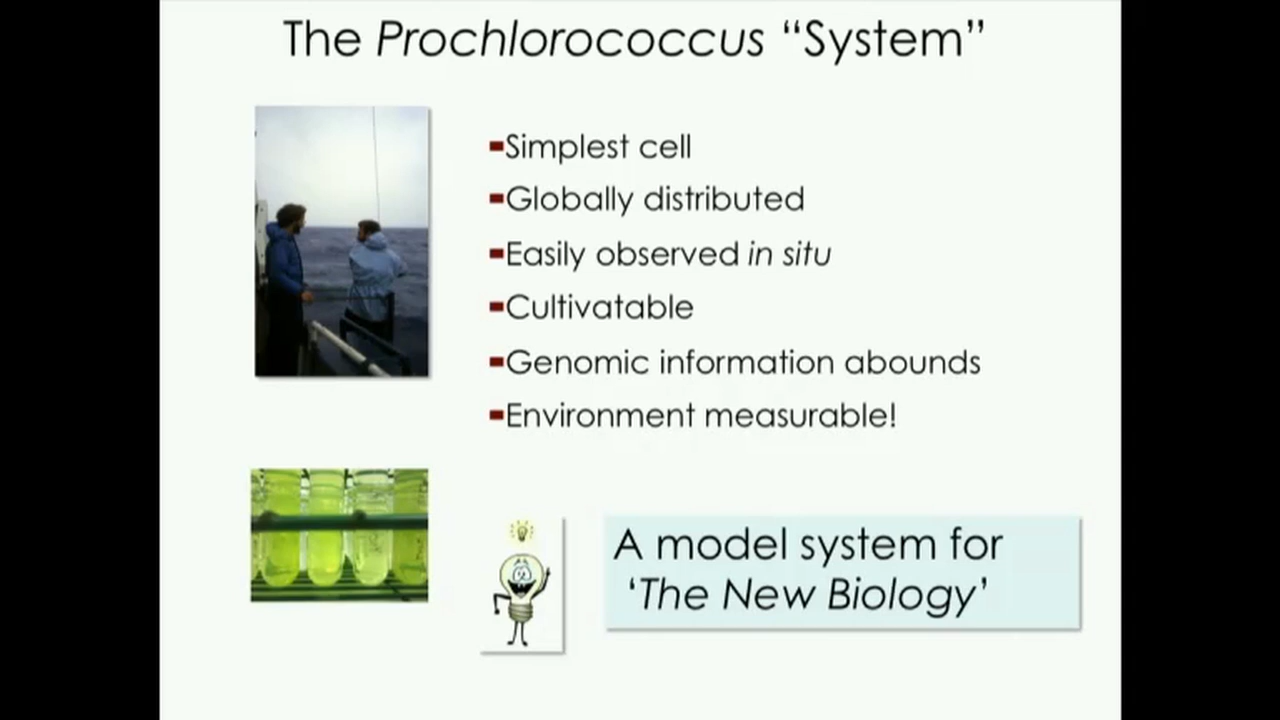 The Prochlorococcus “System”
Simplest cell
Globally distributed
Easily observed in situ
Cultivatable
Genomic information abounds
Environment measurable!
A model system for
‘The New Biology’